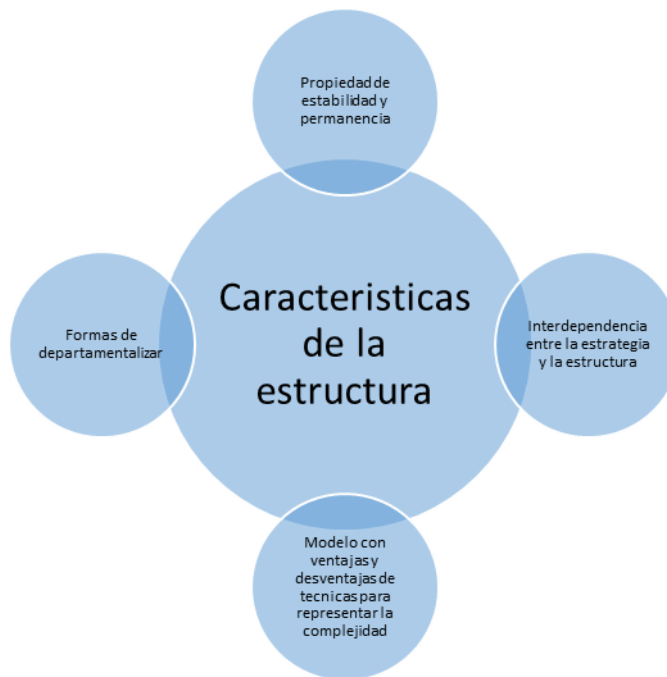 Propiedad de
estabilidad y
permanencia
Caracteristicas
de la
estructura
Formas de
departamentalizar
Interdependencia
entre la estrategia
y la estructura
Modelo con
ventajas y
desventajas de
tecnicas para
representar la
complejidad